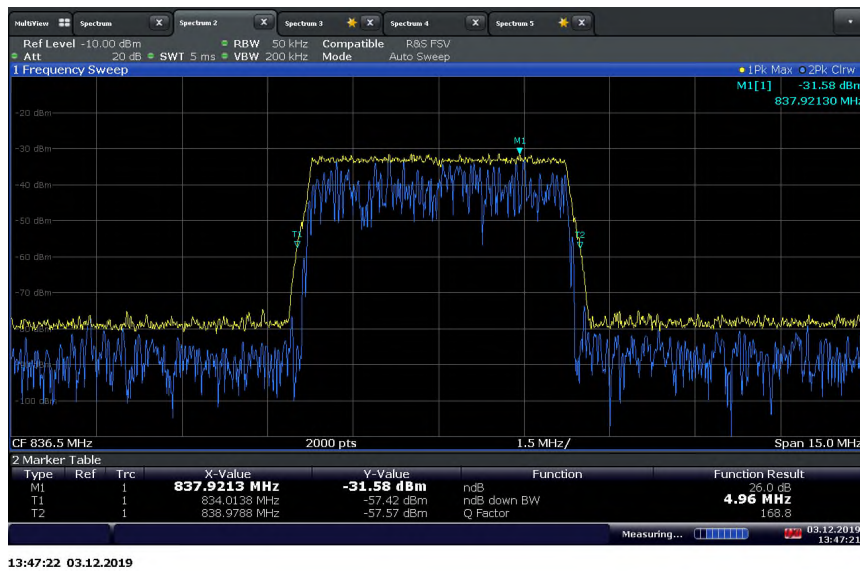 MultiView Spectrum X Spectrum 2 X Spectrum 3 X Spectrum 4 X Spectrum 5 X
Ref Level -10.00 dBm RBW 50 kHz Compatible R&S FSV
Att 20 dB SWT 5 ms VBW 200 kHz Mode Auto Sweep
1 Frequency Sweep 1Pk Max 2Pk Clrw
M1[1] -31.58 dBm
837.92130 MHz
-20 dBm
M1
-30 dBm
-40 dBm
-50 dBm
T1 T2
-60 dBm
-70 dBm
-100 dBm
CF 836.5 MHz 2000 pts 1.5 MHz/ Span 15.0 MHz
2 Marker Table
Type Ref Trc X-Value Y-Value Function Function Result
M1 1 837.9213 MHz -31.58 dBm ndB 26.0 dB
T1 1 834.0138 MHz -57.42 dBm ndB down BW 4.96 MHz
T2 1 838.9788 MHz -57.57 dBm Q Factor 168.8
Measuring... 03.12.2019
13:47:21
13:47:22 03.12.2019